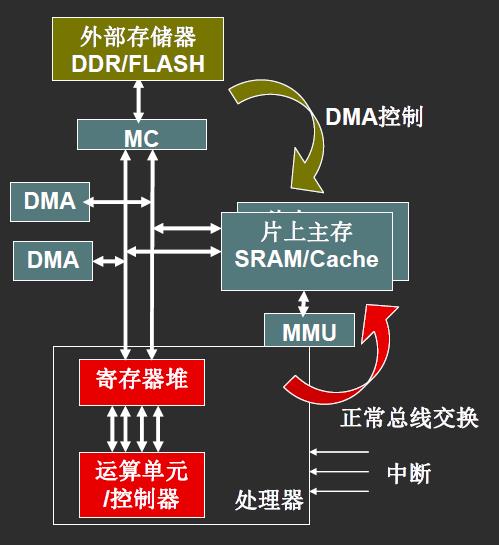 外部存储器
DDR/FLASH
DMA控制
MC
DMA
DMA
片上主存
SRAM/Cache
MMU
寄存器堆
正常总线交换
运算单元
/控制器
处理器
中断